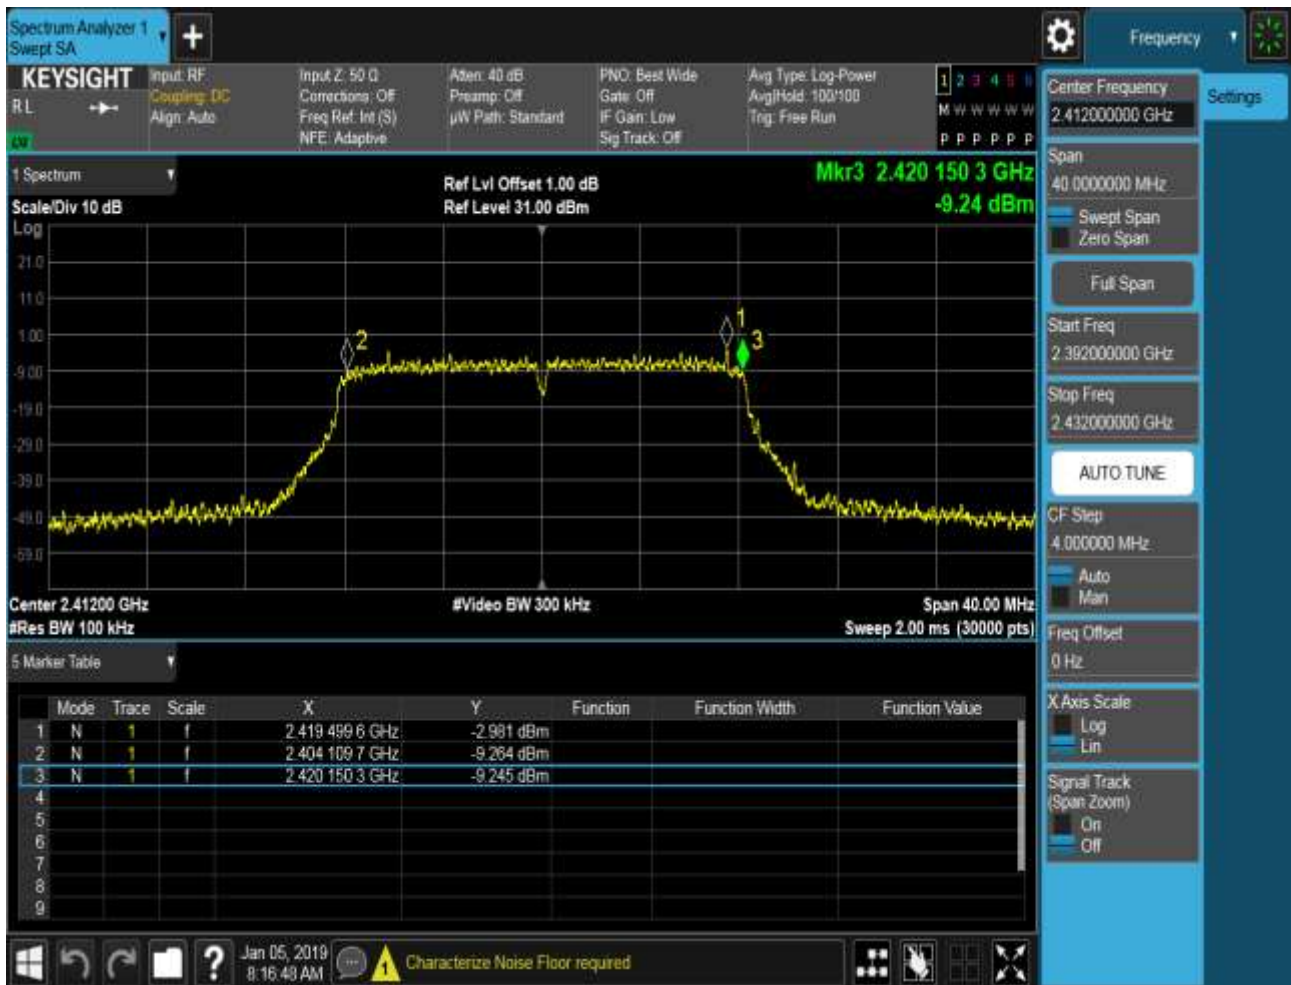 Spectrum Analyzer 1
Swept SA
+
Frequency
KEYSIGHT
Input: RF
Input Z: 50 Ω
Atten: 40 dB
PNO: Best Wide
Avg Type: Log-Power
1 2 3 4 5 6
R L
Coupling: DC
Corrections: Off
Preamp: Off
Gate: Off
Avg|Hold: 100/100
M W W W W W
Align: Auto
Freq Ref: Int (S)
µW Path: Standard
IF Gain: Low
Trig: Free Run
NFE: Adaptive
Sig Track: Off
P P P P P P
1 Spectrum
Ref Lvl Offset 1.00 dB
Mkr3 2.420 150 3 GHz
Scale/Div 10 dB
Ref Level 31.00 dBm
-9.24 dBm
Log
21.0
11.0
1.00
-9.00
-19.0
-29.0
-39.0
-49.0
-59.0
2
1
3
Center 2.41200 GHz
#Video BW 300 kHz
Span 40.00 MHz
#Res BW 100 kHz
Sweep 2.00 ms (30000 pts)
5 Marker Table
Mode Trace Scale X Y Function Function Width Function Value
1 N 1 f 2.419 499 6 GHz -2.981 dBm
2 N 1 f 2.404 109 7 GHz -9.264 dBm
3 N 1 f 2.420 150 3 GHz -9.245 dBm
4
5
6
7
8
9
Center Frequency
2.412000000 GHz
Settings
Span
40.0000000 MHz
Swept Span
Zero Span
Full Span
Start Freq
2.392000000 GHz
Stop Freq
2.432000000 GHz
AUTO TUNE
CF Step
4.000000 MHz
Auto
Man
Freq Offset
0 Hz
X Axis Scale
Log
Lin
Signal Track
(Span Zoom)
On
Off
?
Jan 05, 2019
8:16:48 AM
1
Characterize Noise Floor required